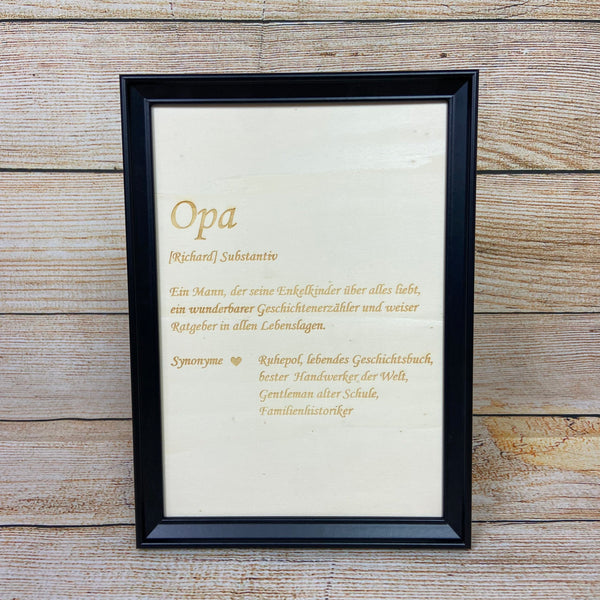 Opa
[Richard] Substantiv
Ein Mann, der seine Enkelkinder über alles liebt,
ein wunderbarer Geschichtenerzähler und weiser
Ratgeber in allen Lebenslagen.
Synonyme ♥ Ruhepol, lebendes Geschichtsbuch,
bester Handwerker der Welt,
Gentleman alter Schule,
Familienhistoriker